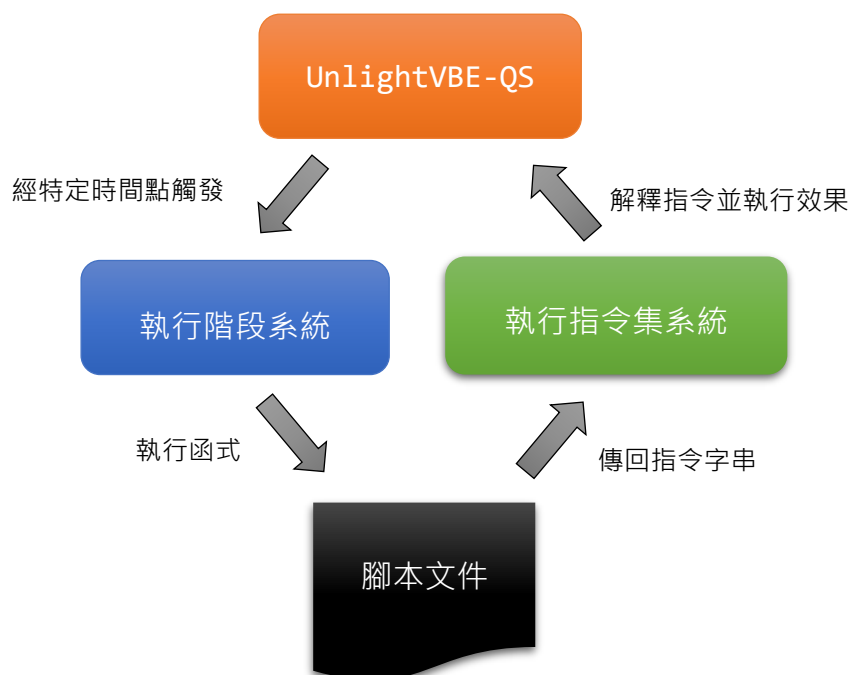 UnlightVBE-QS
經特定時間點觸發
解釋指令並執行效果
執行階段系統
執行指令集系統
執行函式
傳回指令字串
腳本文件